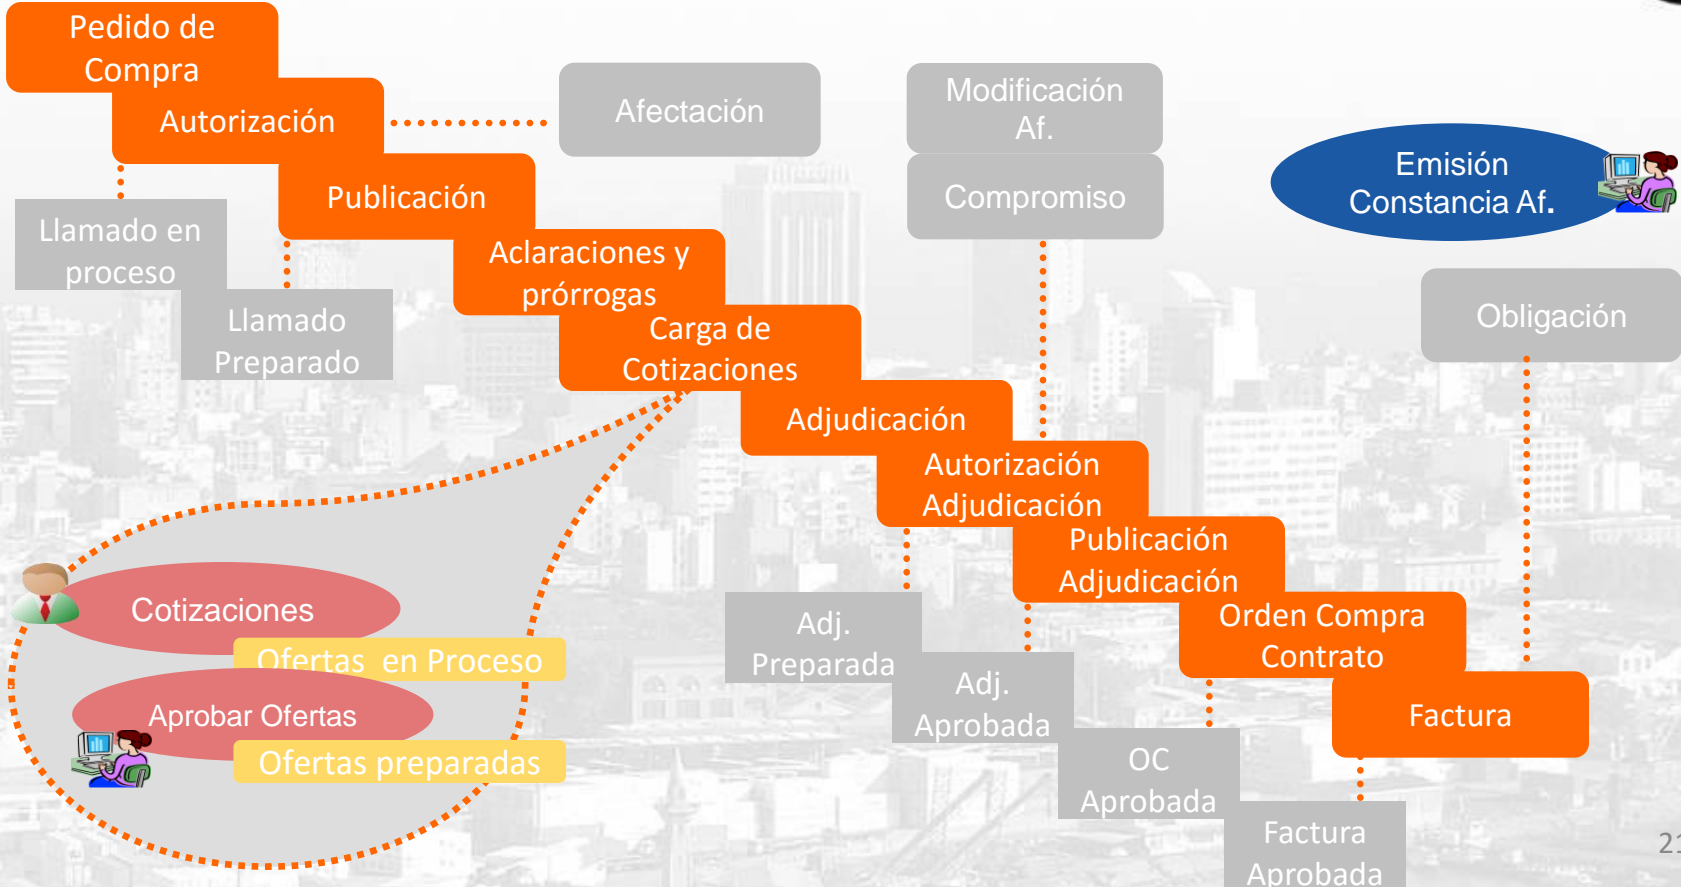 Pedido de
Compra
Autorización
Afectación
Modificación
Af.
Compromiso
Emisión
Constancia Af.
Publicación
Llamado en
proceso
Aclaraciones y
prórrogas
Llamado
Preparado
Obligación
Carga de
Cotizaciones
Adjudicación
Autorización
Adjudicación
Publicación
Adjudicación
Cotizaciones
Ofertas en Proceso
Aprobar Ofertas
Ofertas preparadas
Adj.
Preparada
Orden Compra
Contrato
Adj.
Aprobada
Factura
OC
Aprobada
Factura
Aprobada
21